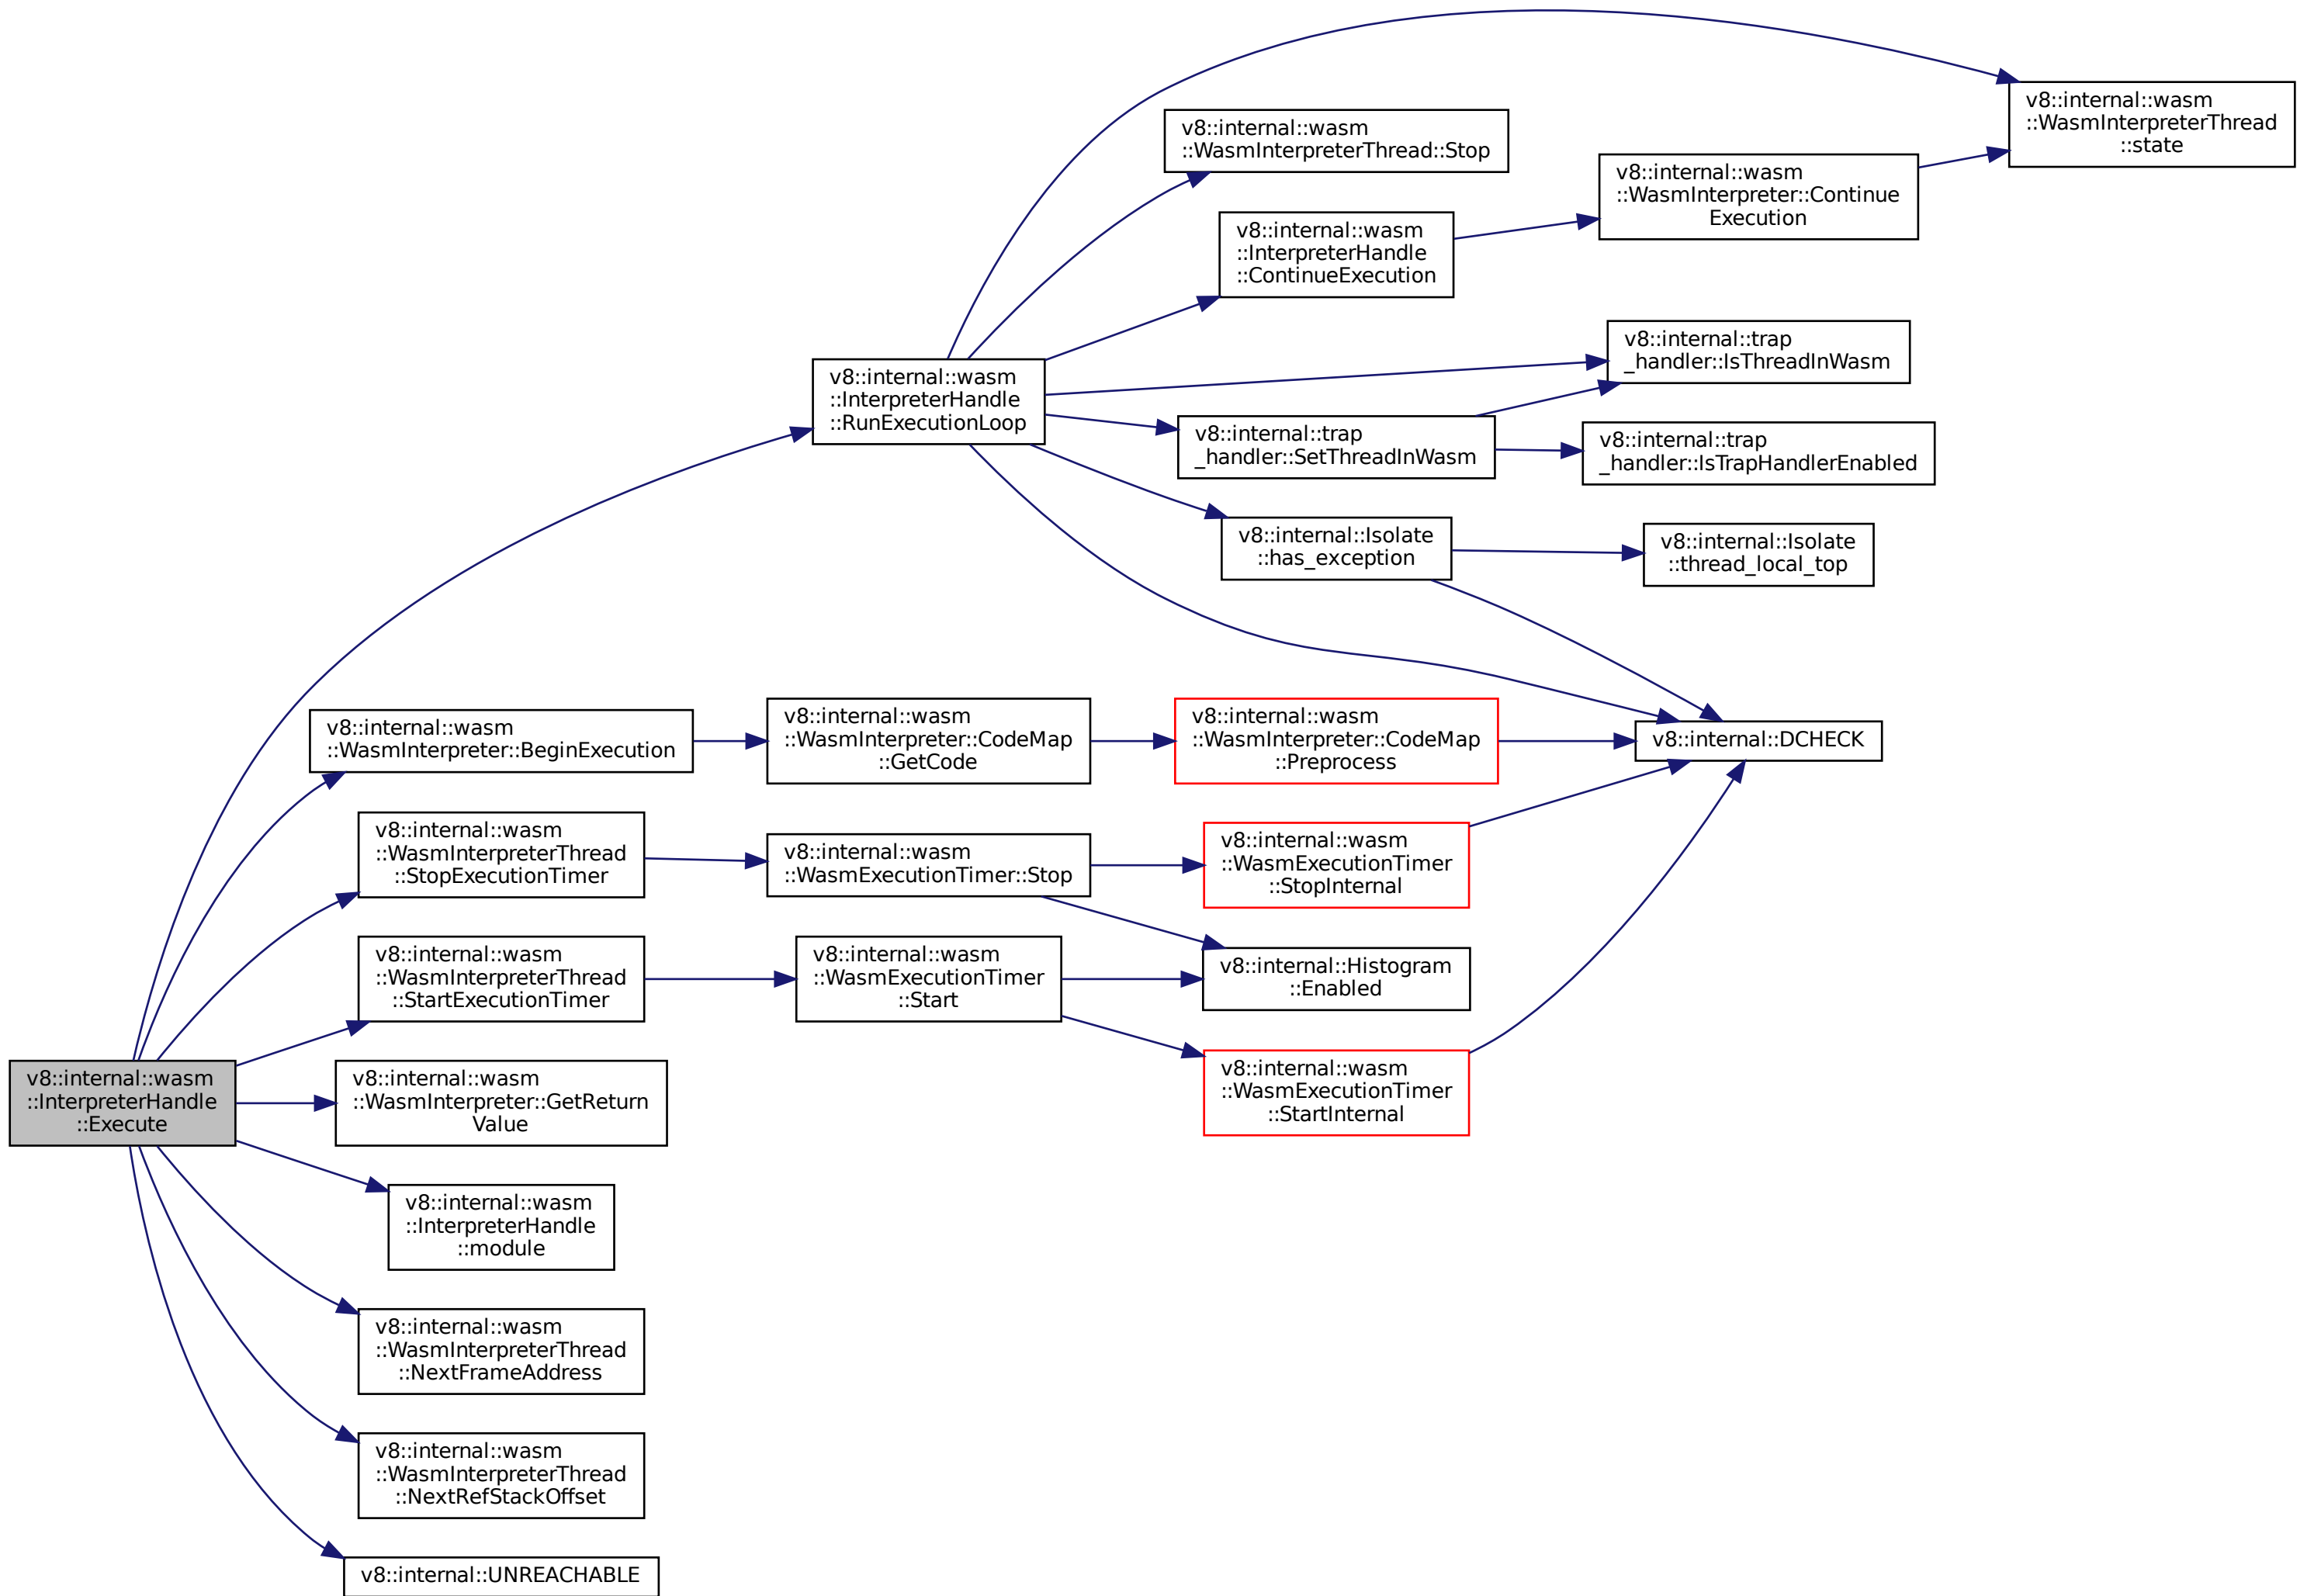 v8::internal::wasm
::WasmInterpreterThread
::state
v8::internal::wasm
::WasmInterpreterThread::Stop
v8::internal::wasm
::WasmInterpreter::Continue
Execution
v8::internal::wasm
::InterpreterHandle
::ContinueExecution
v8::internal::trap
_handler::IsThreadInWasm
v8::internal::wasm
::InterpreterHandle
::RunExecutionLoop
v8::internal::trap
_handler::SetThreadInWasm
v8::internal::trap
_handler::IsTrapHandlerEnabled
v8::internal::Isolate
::has_exception
v8::internal::Isolate
::thread_local_top
v8::internal::wasm
::WasmInterpreter::BeginExecution
v8::internal::wasm
::WasmInterpreter::CodeMap
::GetCode
v8::internal::wasm
::WasmInterpreter::CodeMap
::Preprocess
v8::internal::DCHECK
v8::internal::wasm
::WasmInterpreterThread
::StopExecutionTimer
v8::internal::wasm
::WasmExecutionTimer::Stop
v8::internal::wasm
::WasmExecutionTimer
::StopInternal
v8::internal::wasm
::WasmInterpreterThread
::StartExecutionTimer
v8::internal::wasm
::WasmExecutionTimer
::Start
v8::internal::Histogram
::Enabled
v8::internal::wasm
::InterpreterHandle
::Execute
v8::internal::wasm
::WasmInterpreter::GetReturn
Value
v8::internal::wasm
::WasmExecutionTimer
::StartInternal
v8::internal::wasm
::InterpreterHandle
::module
v8::internal::wasm
::WasmInterpreterThread
::NextFrameAddress
v8::internal::wasm
::WasmInterpreterThread
::NextRefStackOffset
v8::internal::UNREACHABLE